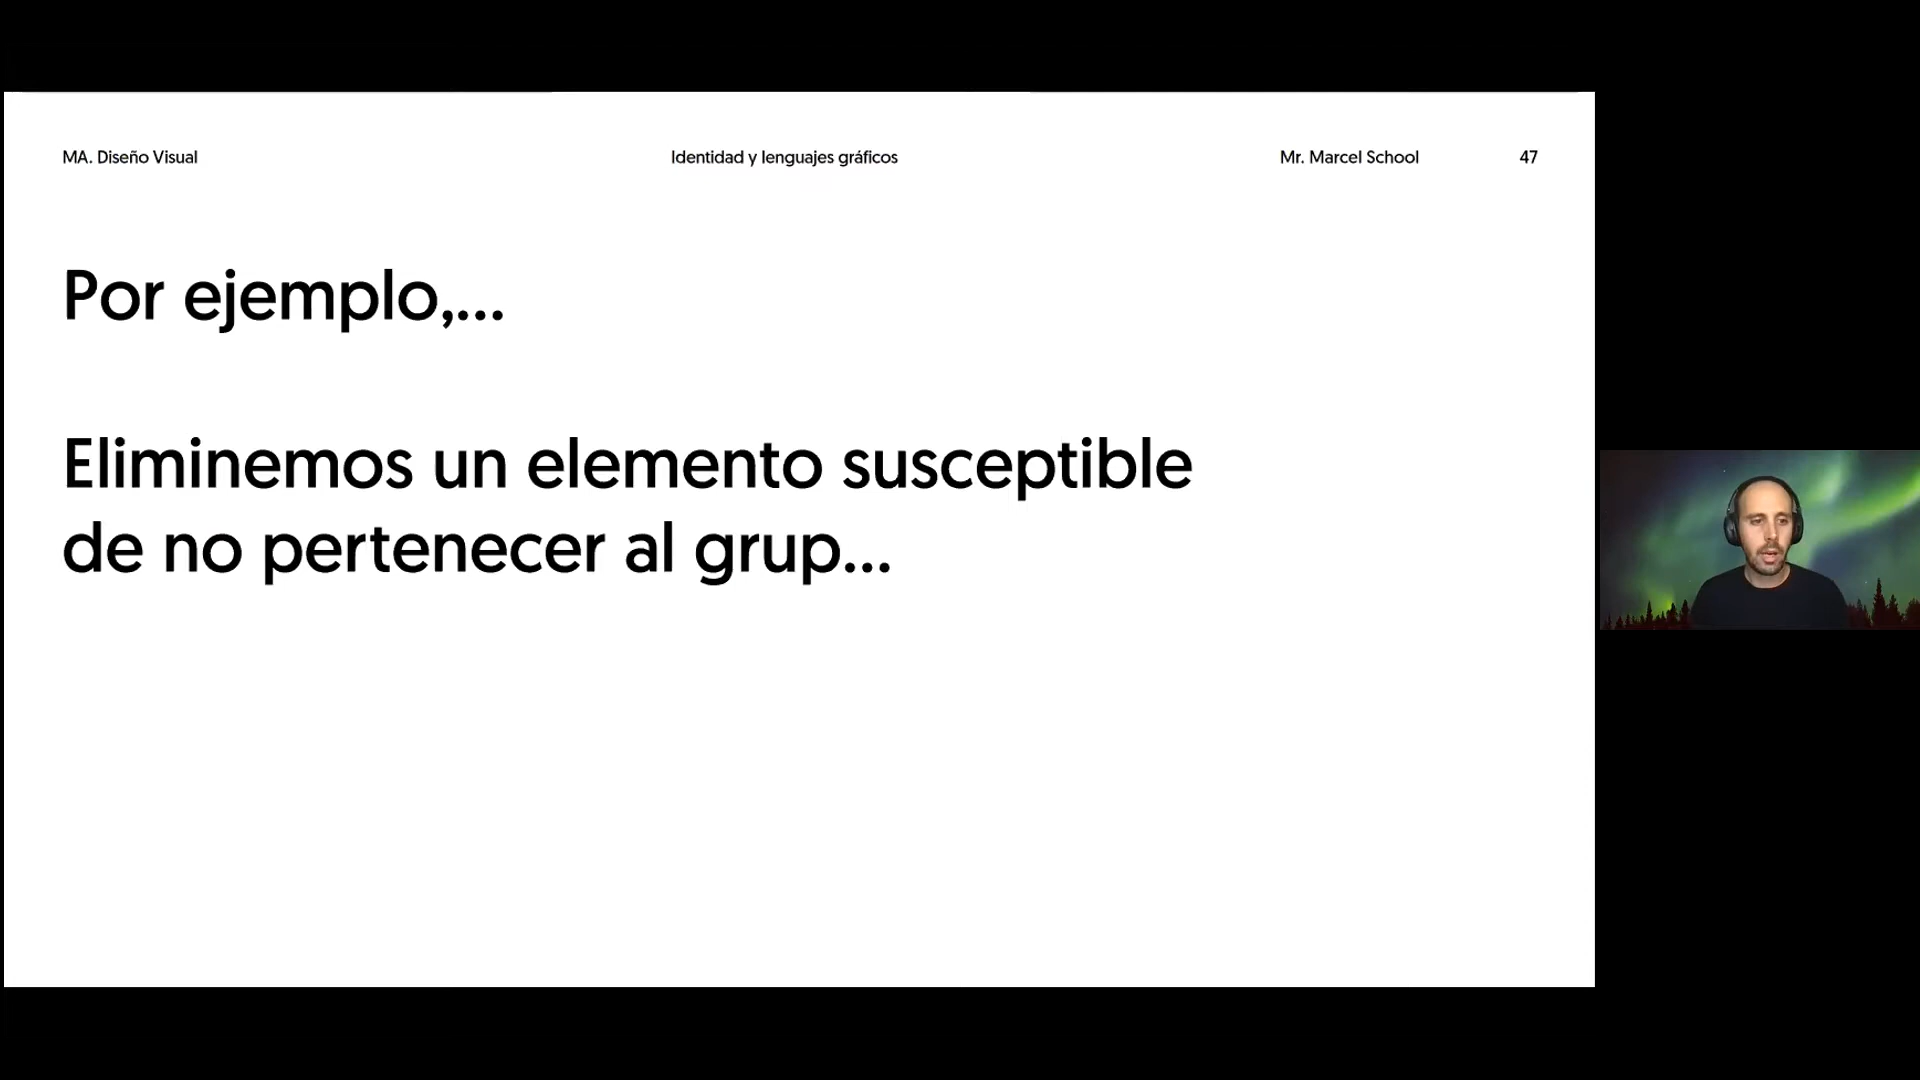 MA. Diseño Visual
Identidad y lenguajes gráficos
Mr. Marcel School
47
Por ejemplo,...
Eliminemos un elemento susceptible
de no pertenecer al grup...